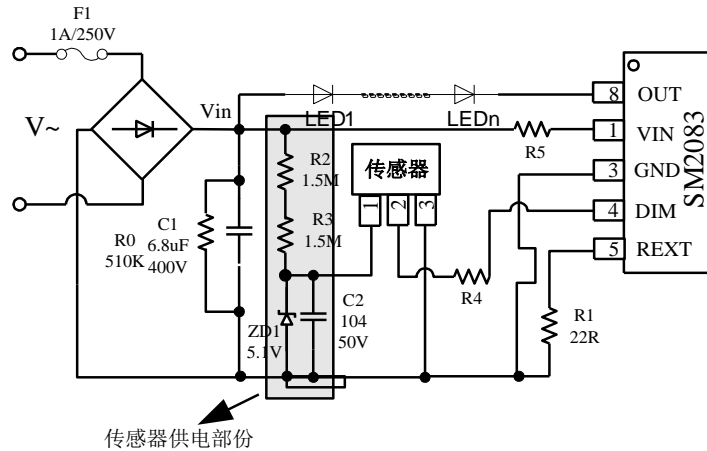 F1
1A/250V
V~
Vin
LED1
LEDn
8
OUT
1
VIN
R5
3
GND
4
DIM
5
REXT
SM2083
R2
1.5M
传感器
1
2
3
R3
1.5M
R4
R0
510K
C1
6.8uF
400V
C2
104
50V
ZD1
5.1V
R1
22R
传感器供电部份